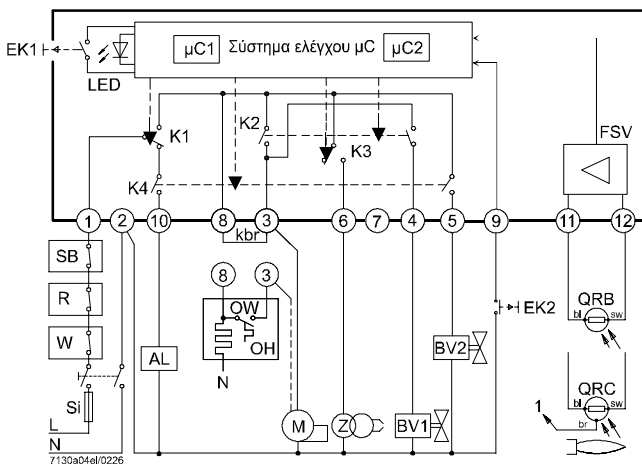 EK1
LED
µC1
Σύστημα ελέγχου µC
µC2
FSV
K1
K2
K3
K4
1
2
10
8
3
6
7
4
5
9
11
12
kbr
SB
R
W
Si
L
N
7130a04el/0226
AL
8
3
OW
OH
N
M
Z
BV1
BV2
EK2
QRB
bl
sw
QRC
bl
sw
br
1